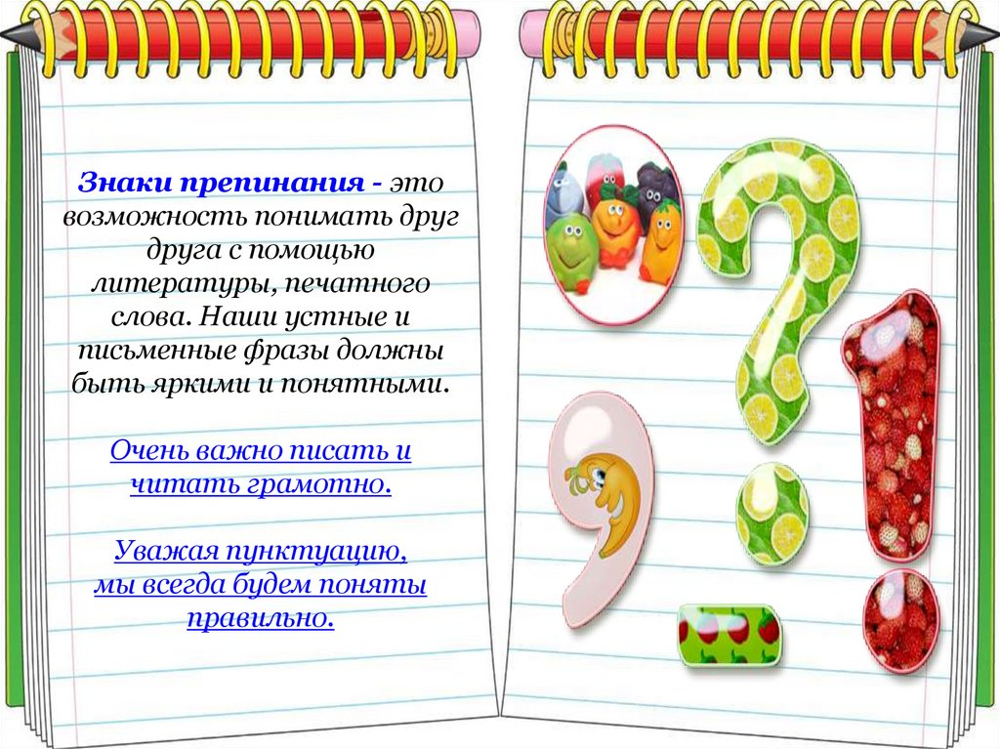 Знаки препинания - это
возможность понимать друг
друга с помощью
литературы, печатного
слова. Наши устные и
письменные фразы должны
быть яркими и понятными.
Очень важно писать и
читать грамотно.
Уважая пунктуацию,
мы всегда будем поняты
правильно.